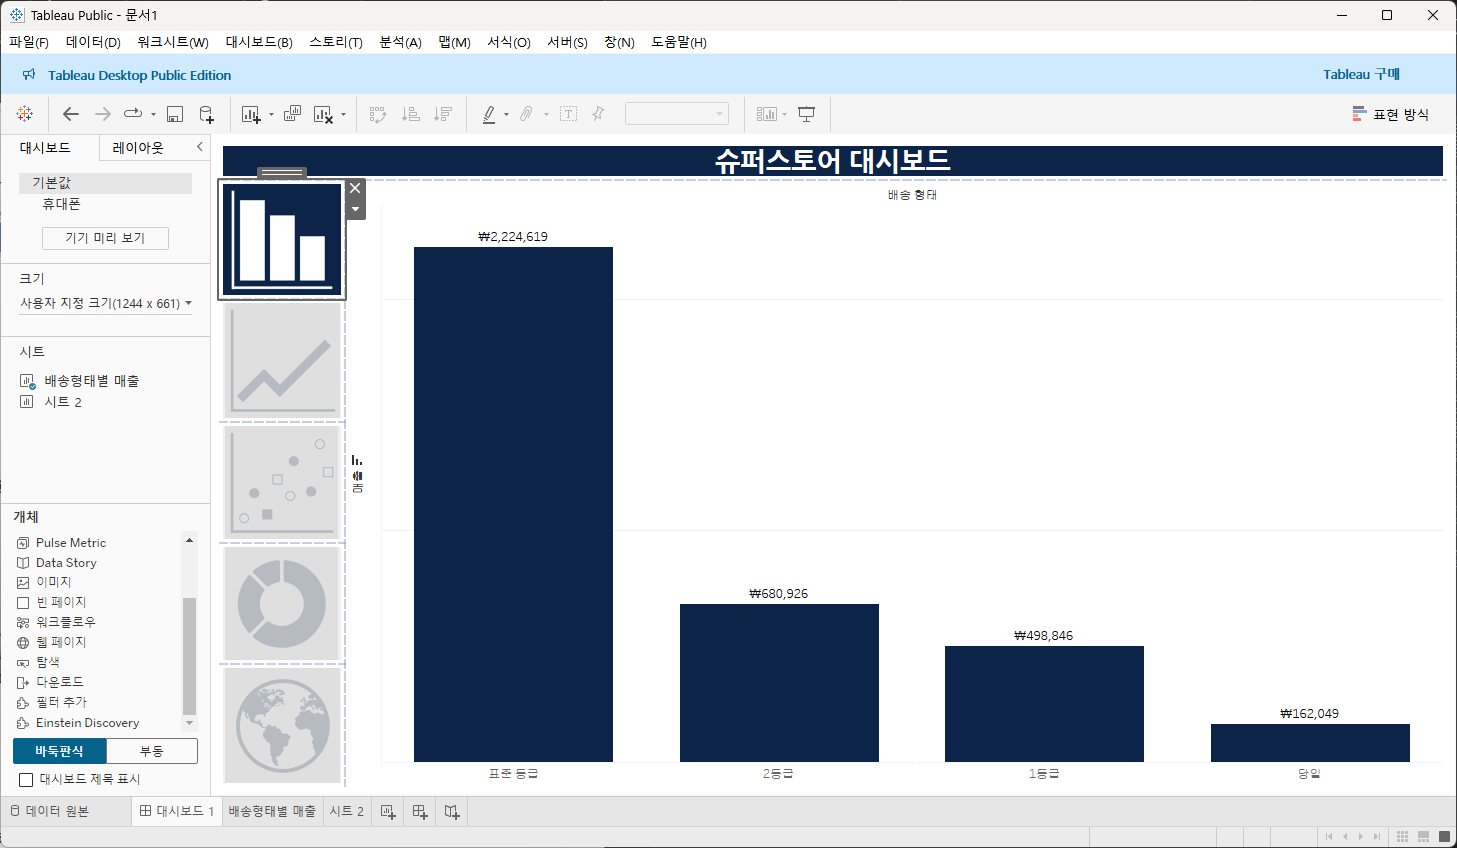 Tableau Public - 문서1
파일(F) 데이터(D) 워크시트(W) 대시보드(B) 스토리(T) 분석(A) 맵(M) 서식(O) 서버(S) 창(N) 도움말(H)
Tableau Desktop Public Edition
Tableau 구매
표현 방식
대시보드 레이아웃
기본값
휴대폰
기기 미리 보기
크기
사용자 지정 크기(1244 x 661)
시트
배송형태별 매출
시트 2
개체
Pulse Metric
Data Story
이미지
빈 페이지
워크플로우
웹 페이지
탐색
다운로드
필터 추가
Einstein Discovery
바둑판식 부동
대시보드 제목 표시
슈퍼스토어 대시보드
배송 형태
₩2,224,619
₩680,926
₩498,846
₩162,049
표준 등급 2등급 1등급 당일
데이터 원본 대시보드 1 배송형태별 매출 시트 2